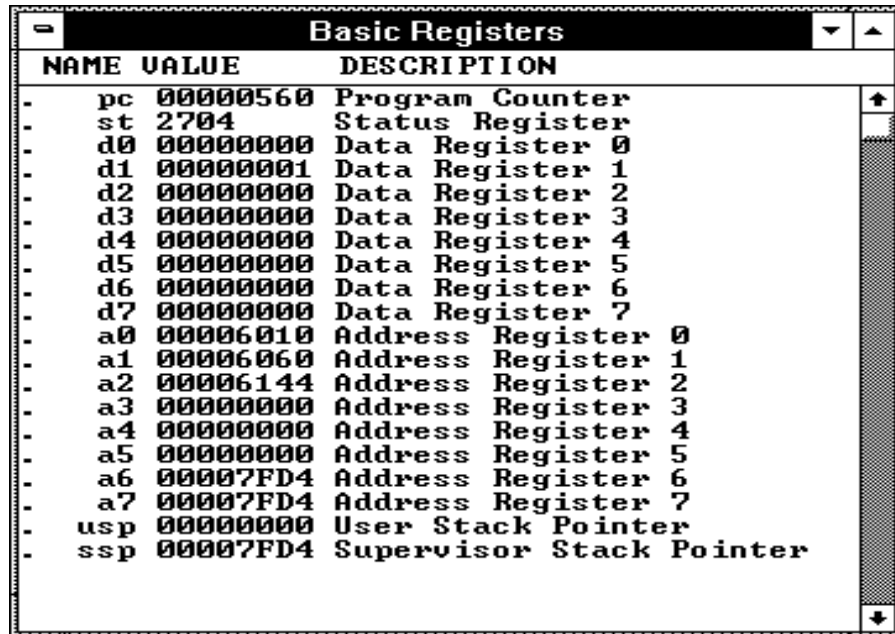 Basic Registers
NAME VALUE DESCRIPTION
. pc 00000560 Program Counter
. st 2704 Status Register
. d0 00000000 Data Register 0
. d1 00000001 Data Register 1
. d2 00000000 Data Register 2
. d3 00000000 Data Register 3
. d4 00000000 Data Register 4
. d5 00000000 Data Register 5
. d6 00000000 Data Register 6
. d7 00000000 Data Register 7
. a0 00006010 Address Register 0
. a1 00006060 Address Register 1
. a2 00006144 Address Register 2
. a3 00000000 Address Register 3
. a4 00000000 Address Register 4
. a5 00000000 Address Register 5
. a6 00007FD4 Address Register 6
. a7 00007FD4 Address Register 7
. usp 00000000 User Stack Pointer
. ssp 00007FD4 Supervisor Stack Pointer